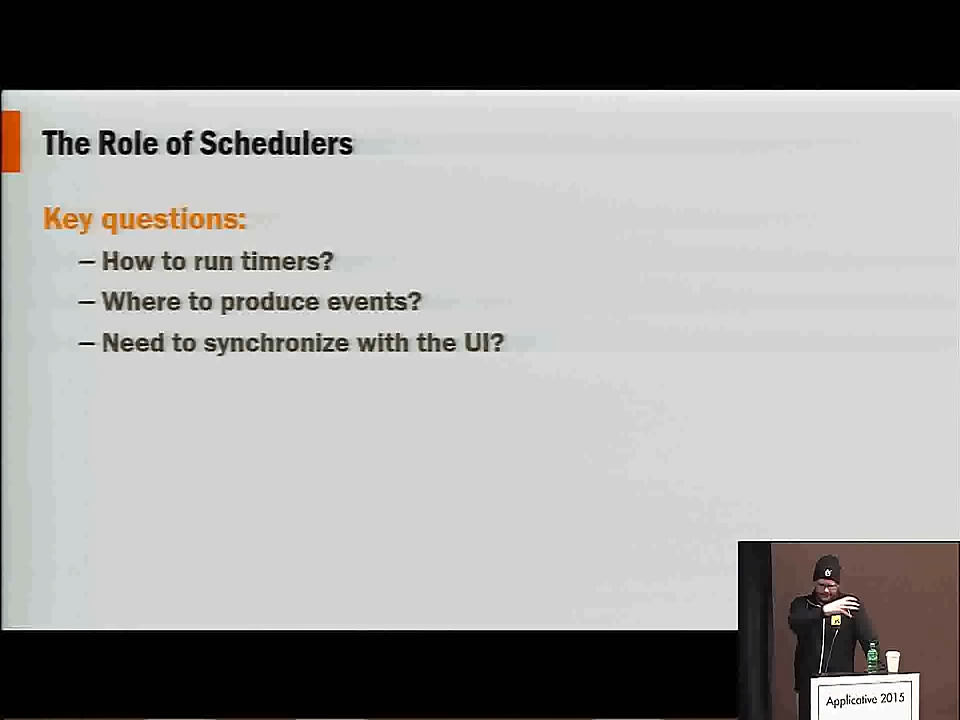 The Role of Schedulers
Key questions:
– How to run timers?
– Where to produce events?
– Need to synchronize with the UI?
Applicative 2015